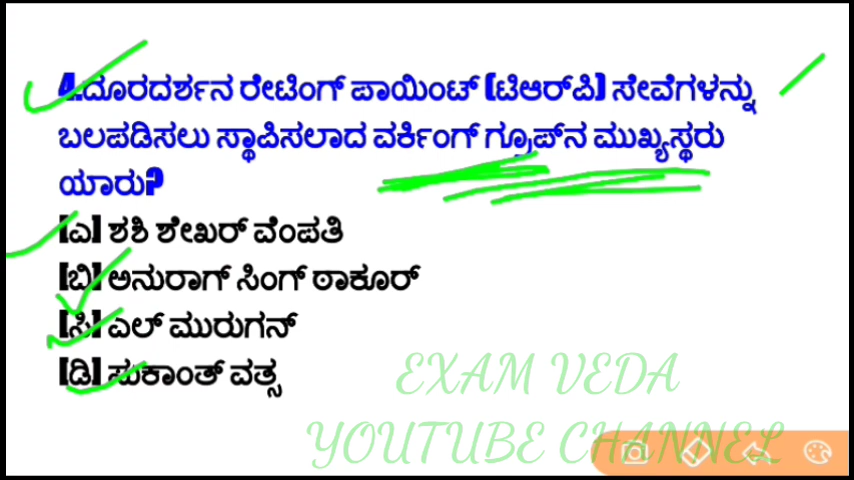 4.ದೂರದರ್ಶನ ರೇಟಿಂಗ್ ಪಾಯಿಂಟ್ (ಟಿಆರ್‌ಪಿ) ಸೇವೆಗಳನ್ನು
ಬಲಪಡಿಸಲು ಸ್ಥಾಪಿಸಲಾದ ವರ್ಕಿಂಗ್ ಗ್ರೂಪ್‌ನ ಮುಖ್ಯಸ್ಥರು
ಯಾರು?
[ಎ] ಶಶಿ ಶೇಖರ್ ವೆಂಪತಿ
[ಬಿ] ಅನುರಾಗ್ ಸಿಂಗ್ ಠಾಕೂರ್
[ಸಿ] ಎಲ್ ಮುರುಗನ್
[ಡಿ] ಸುಕಾಂತ್ ವತ್ಸ
EXAM VEDA
YOUTUBE CHANNEL